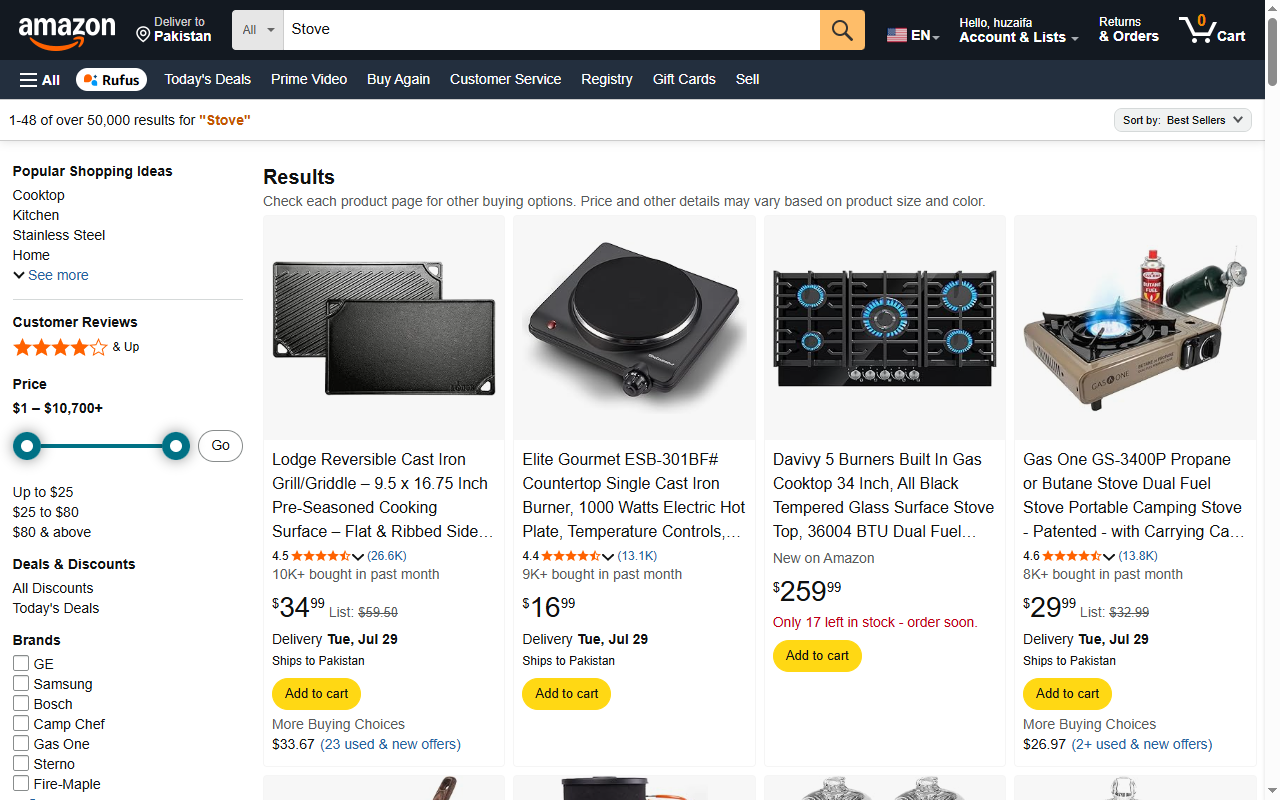 amazon
Deliver to
Pakistan
All
Stove
EN
Hello, huzaifa
Account & Lists
Returns
& Orders
0
Cart
All
Rufus
Today's Deals
Prime Video
Buy Again
Customer Service
Registry
Gift Cards
Sell
1-48 of over 50,000 results for "Stove"
Sort by: Best Sellers
Popular Shopping Ideas
Cooktop
Kitchen
Stainless Steel
Home
See more
Customer Reviews
& Up
Price
$1 – $10,700+
Go
Up to $25
$25 to $80
$80 & above
Deals & Discounts
All Discounts
Today's Deals
Brands
GE
Samsung
Bosch
Camp Chef
Gas One
Sterno
Fire-Maple
Results
Check each product page for other buying options. Price and other details may vary based on product size and color.
Lodge Reversible Cast Iron
Grill/Griddle – 9.5 x 16.75 Inch
Pre-Seasoned Cooking
Surface – Flat & Ribbed Side…
4.5 (26.6K)
10K+ bought in past month
$34.99 List: $59.50
Delivery Tue, Jul 29
Ships to Pakistan
Add to cart
More Buying Choices
$33.67 (23 used & new offers)
Elite Gourmet ESB-301BF#
Countertop Single Cast Iron
Burner, 1000 Watts Electric Hot
Plate, Temperature Controls,…
4.4 (13.1K)
9K+ bought in past month
$16.99
Delivery Tue, Jul 29
Ships to Pakistan
Add to cart
Davivy 5 Burners Built In Gas
Cooktop 34 Inch, All Black
Tempered Glass Surface Stove
Top, 36004 BTU Dual Fuel…
New on Amazon
$259.99
Only 17 left in stock - order soon.
Add to cart
BUTANE
FUEL
GAS ONE
Gas One GS-3400P Propane
or Butane Stove Dual Fuel
Stove Portable Camping Stove
- Patented - with Carrying Ca…
4.6 (13.8K)
8K+ bought in past month
$29.99 List: $32.99
Delivery Tue, Jul 29
Ships to Pakistan
Add to cart
More Buying Choices
$26.97 (2+ used & new offers)